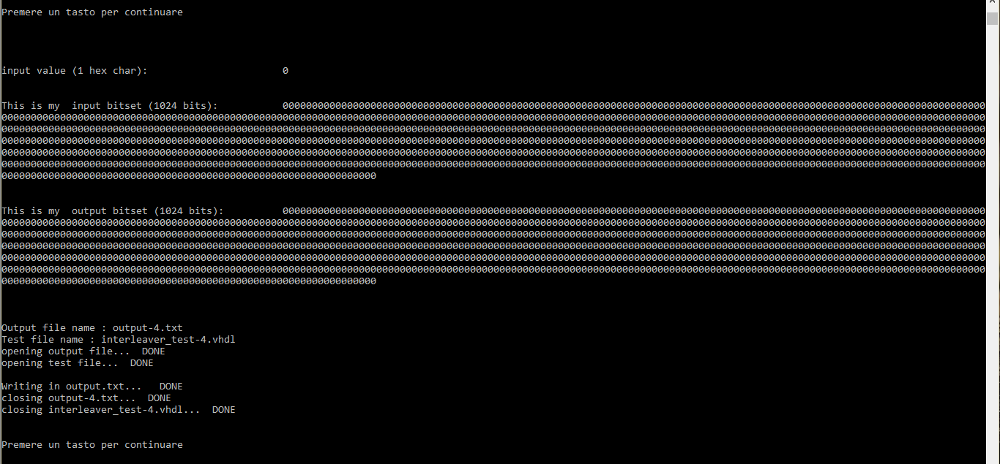 Premere un tasto per continuare
input value (1 hex char): 0
This is my input bitset (1024 bits): 000000000000000000000000000000000000000000000000000000000000000000000000000000000000000000000000000000000000000000000000
000000000000000000000000000000000000000000000000000000000000000000000000000000000000000000000000000000000000000000000000000000000000000000000000000000000000000000000000
000000000000000000000000000000000000000000000000000000000000000000000000000000000000000000000000000000000000000000000000000000000000000000000000000000000000000000000000
000000000000000000000000000000000000000000000000000000000000000000000000000000000000000000000000000000000000000000000000000000000000000000000000000000000000000000000000
000000000000000000000000000000000000000000000000000000000000000000000000000000000000000000000000000000000000000000000000000000000000000000000000000000000000000000000000
000000000000000000000000000000000000000000000000000000000000000000000000000000000000000000000000000000000000000000000000000000000000000000000000000000000000000000000000
0000000000000000000000000000000000000000000000000000000000000000
This is my output bitset (1024 bits): 000000000000000000000000000000000000000000000000000000000000000000000000000000000000000000000000000000000000000000000000
000000000000000000000000000000000000000000000000000000000000000000000000000000000000000000000000000000000000000000000000000000000000000000000000000000000000000000000000
000000000000000000000000000000000000000000000000000000000000000000000000000000000000000000000000000000000000000000000000000000000000000000000000000000000000000000000000
000000000000000000000000000000000000000000000000000000000000000000000000000000000000000000000000000000000000000000000000000000000000000000000000000000000000000000000000
000000000000000000000000000000000000000000000000000000000000000000000000000000000000000000000000000000000000000000000000000000000000000000000000000000000000000000000000
000000000000000000000000000000000000000000000000000000000000000000000000000000000000000000000000000000000000000000000000000000000000000000000000000000000000000000000000
0000000000000000000000000000000000000000000000000000000000000000
Output file name : output-4.txt
Test file name : interleaver_test-4.vhdl
opening output file... DONE
opening test file... DONE
Writing in output.txt... DONE
closing output-4.txt... DONE
closing interleaver_test-4.vhdl... DONE
Premere un tasto per continuare